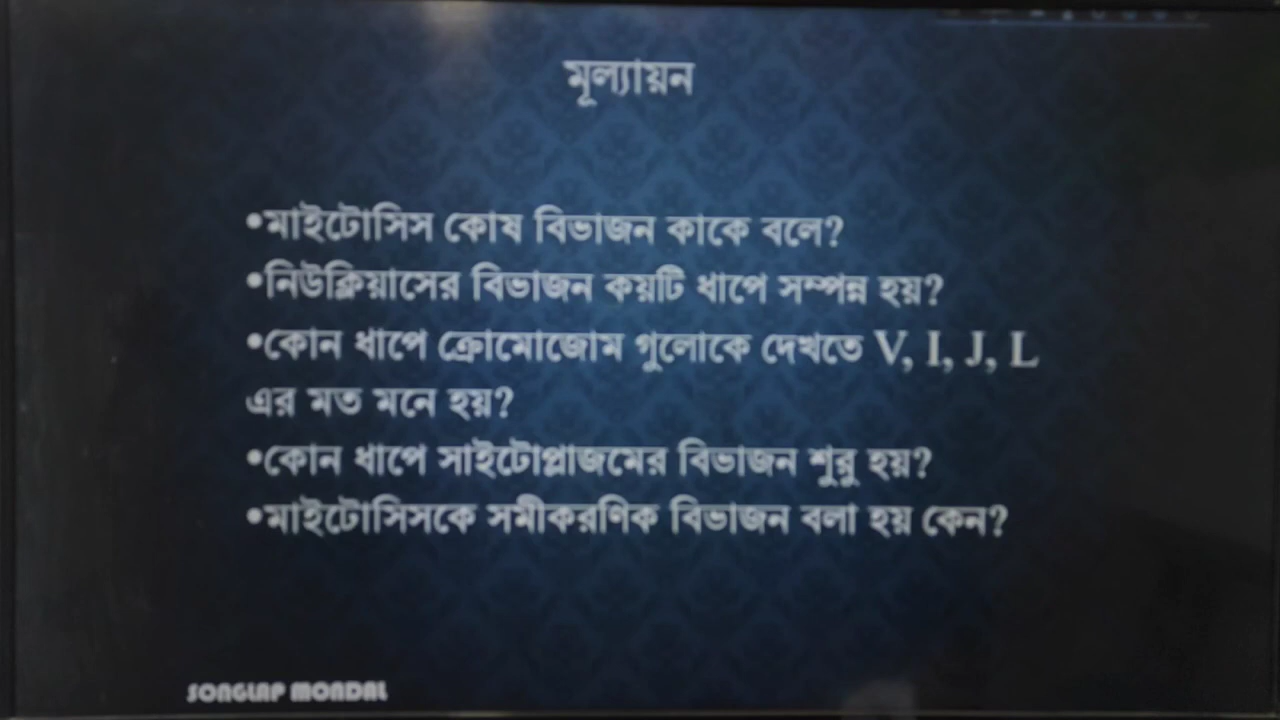 মূল্যায়ন
•মাইটোসিস কোষ বিভাজন কাকে বলে?
•নিউক্লিয়াসের বিভাজন কয়টি ধাপে সম্পন্ন হয়?
•কোন ধাপে ক্রোমোজোম গুলোকে দেখতে V, I, J, L
এর মত মনে হয়?
•কোন ধাপে সাইটোপ্লাজমের বিভাজন শুরু হয়?
•মাইটোসিসকে সমীকরণিক বিভাজন বলা হয় কেন?
SONGLAP MONDAL